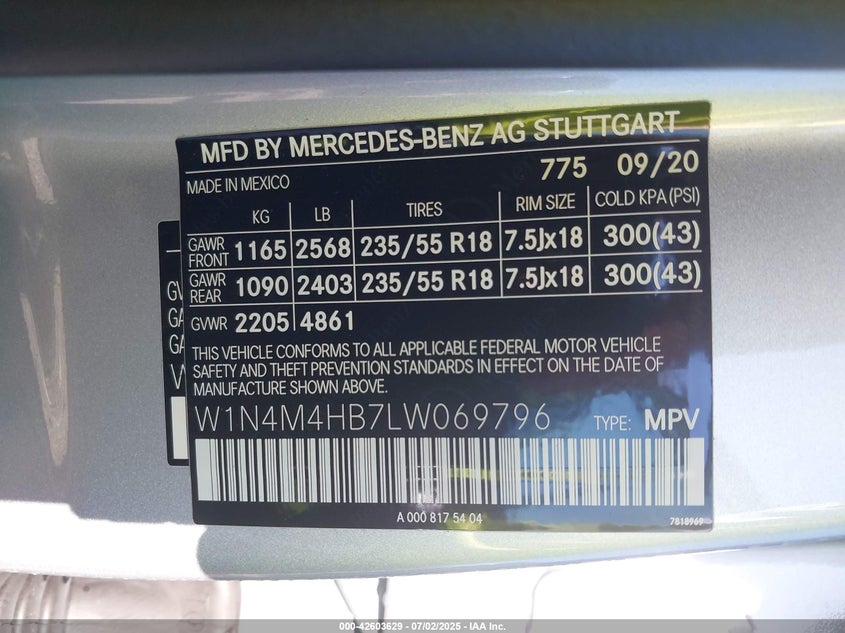 MFD BY MERCEDES-BENZ AG STUTTGART
775 09/20
MADE IN MEXICO
KG LB TIRES RIM SIZE COLD KPA(PSI)
GAWR FRONT 1165 2568 235/55 R18 7.5Jx18 300(43)
GAWR REAR 1090 2403 235/55 R18 7.5Jx18 300(43)
GVWR 2205 4861
THIS VEHICLE CONFORMS TO ALL APPLICABLE FEDERAL MOTOR VEHICLE
SAFETY AND THEFT PREVENTION STANDARDS IN EFFECT ON THE DATE OF
MANUFACTURE SHOWN ABOVE.
W1N4M4HB7LW069796 TYPE: MPV
A 000 817 54 04 7818969
000-42603629 - 07/02/2025 - IAA Inc.